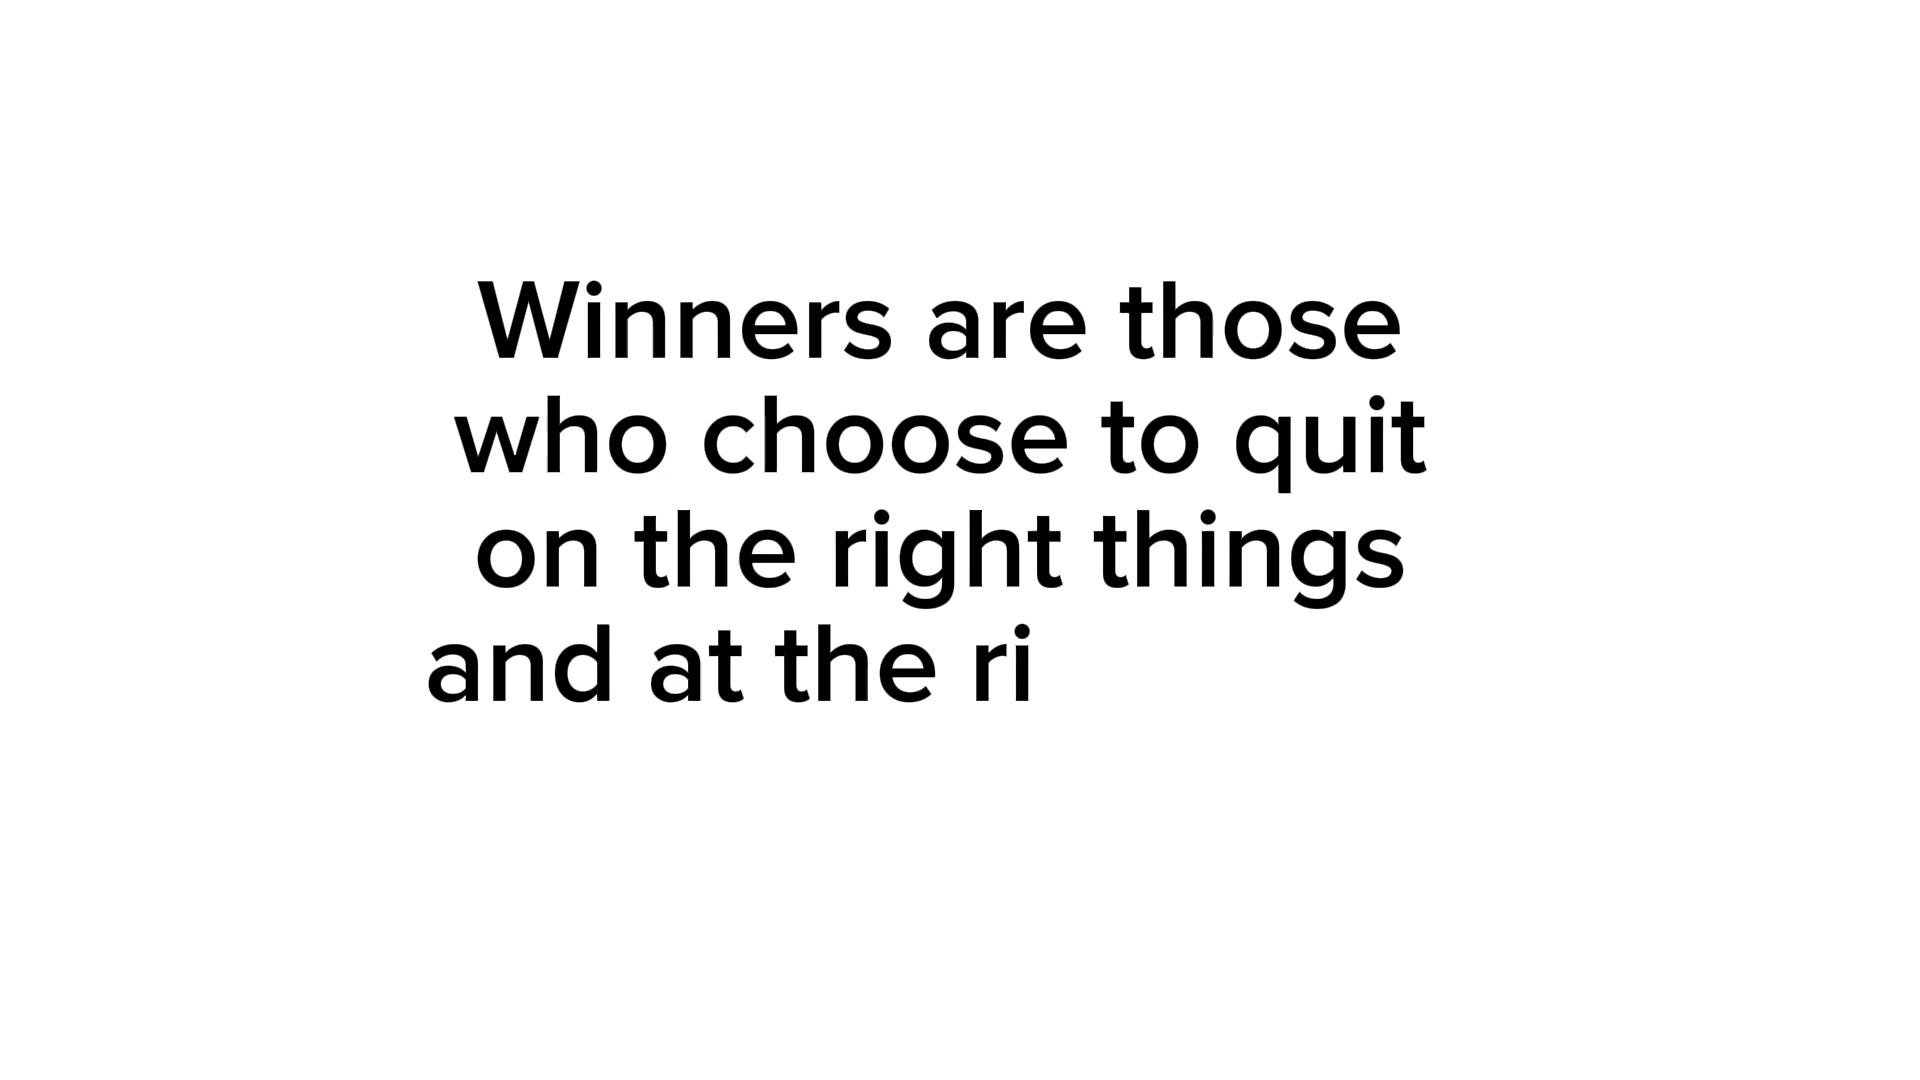 Winners are those
who choose to quit
on the right things
and at the ri